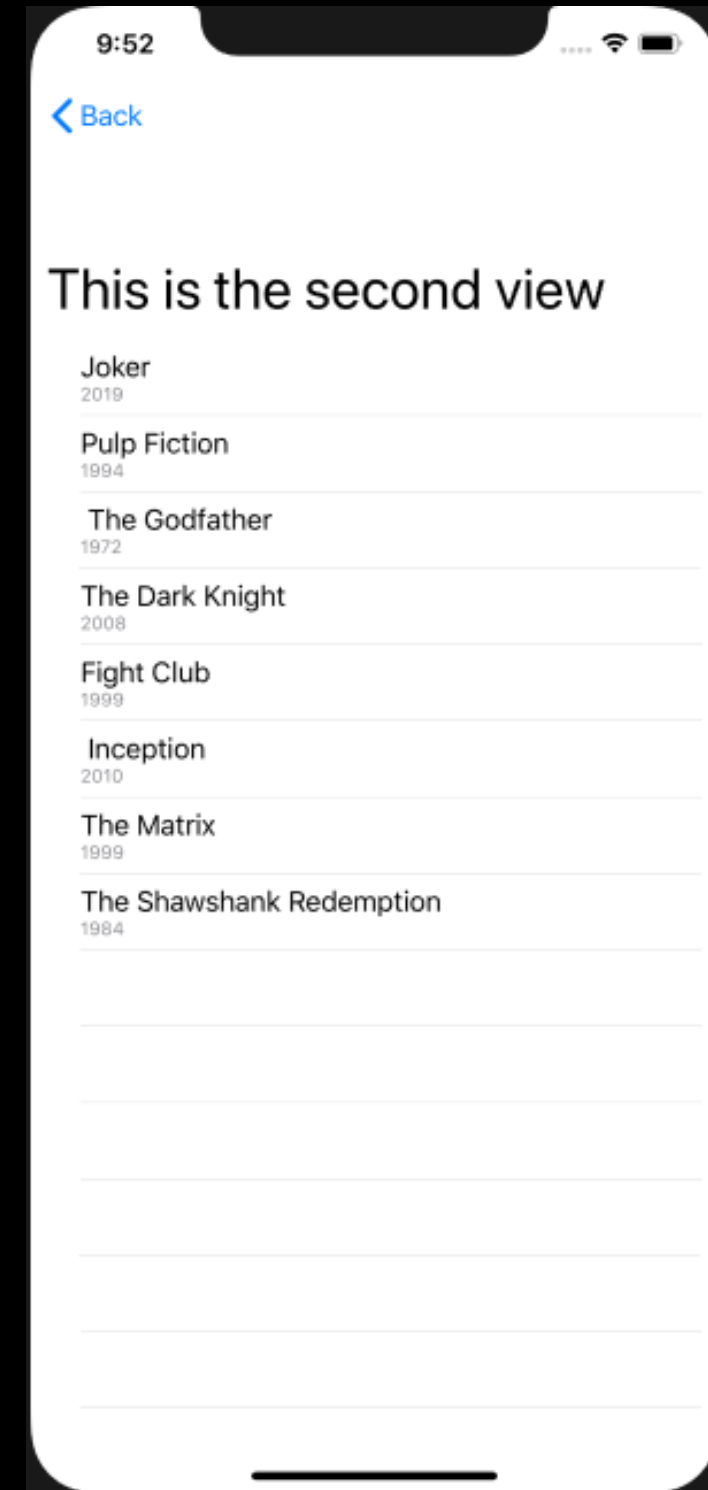 9:52
Back
This is the second view
Joker
2019
Pulp Fiction
1994
The Godfather
1972
The Dark Knight
2008
Fight Club
1999
Inception
2010
The Matrix
1999
The Shawshank Redemption
1984